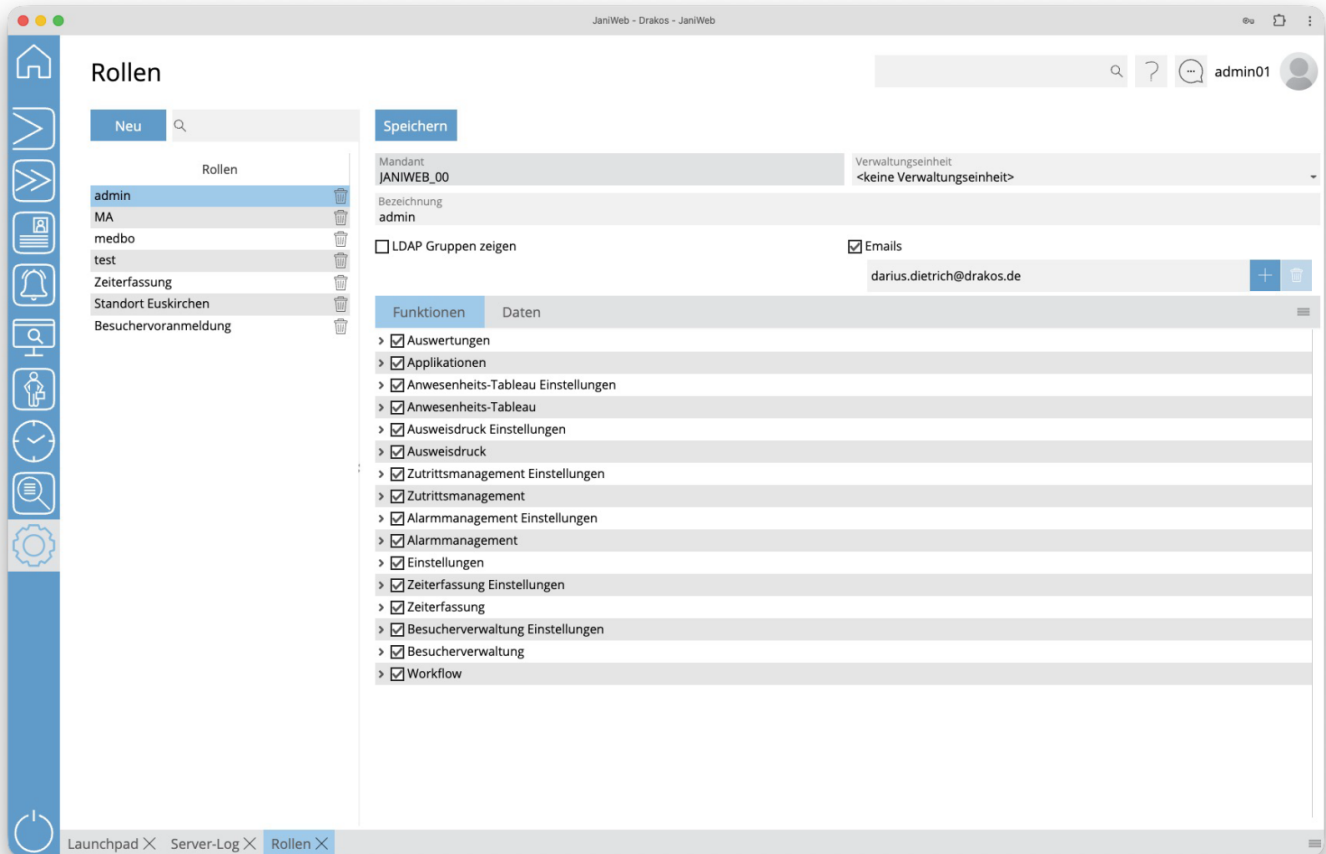 JaniWeb - Drakos - JaniWeb
Rollen
admin01
Neu
Speichern
Rollen
admin
MA
medbo
test
Zeiterfassung
Standort Euskirchen
Besuchervoranmeldung
Mandant
JANIWEB_00
Verwaltungseinheit
<keine Verwaltungseinheit>
Bezeichnung
admin
LDAP Gruppen zeigen
Emails
darius.dietrich@drakos.de
Funktionen Daten
Auswertungen
Applikationen
Anwesenheits-Tableau Einstellungen
Anwesenheits-Tableau
Ausweisdruck Einstellungen
Ausweisdruck
Zutrittsmanagement Einstellungen
Zutrittsmanagement
Alarmmanagement Einstellungen
Alarmmanagement
Einstellungen
Zeiterfassung Einstellungen
Zeiterfassung
Besucherverwaltung Einstellungen
Besucherverwaltung
Workflow
Launchpad Server-Log Rollen